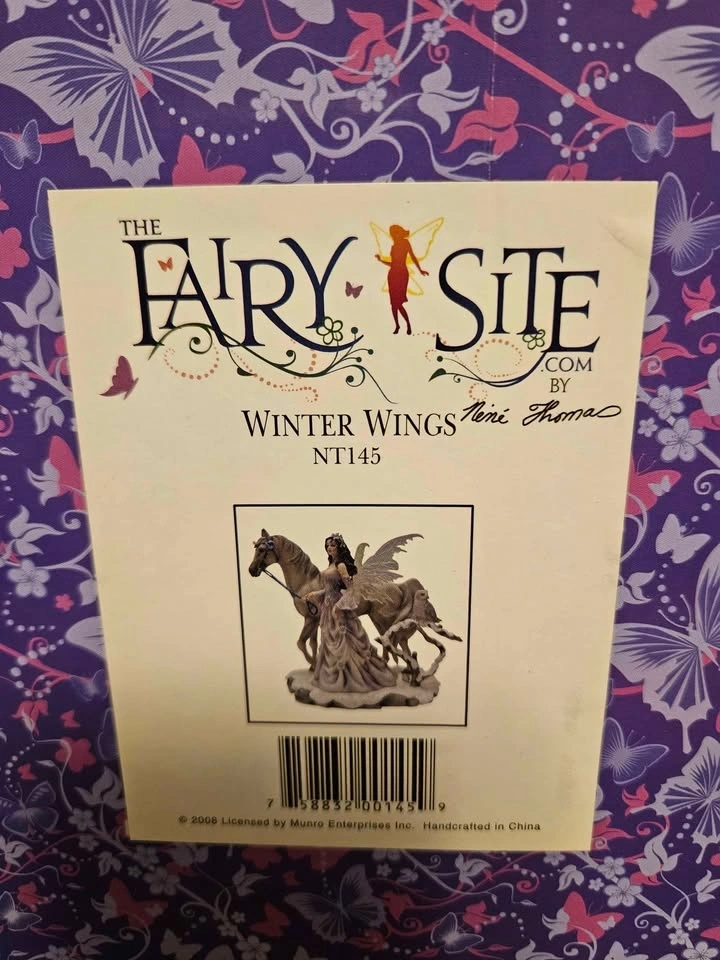 THE
FAIRY SITE
.COM
BY
Nené Thomas
WINTER WINGS
NT145
7 58832 00145 9
© 2008 Licensed by Munro Enterprises Inc. Handcrafted in China